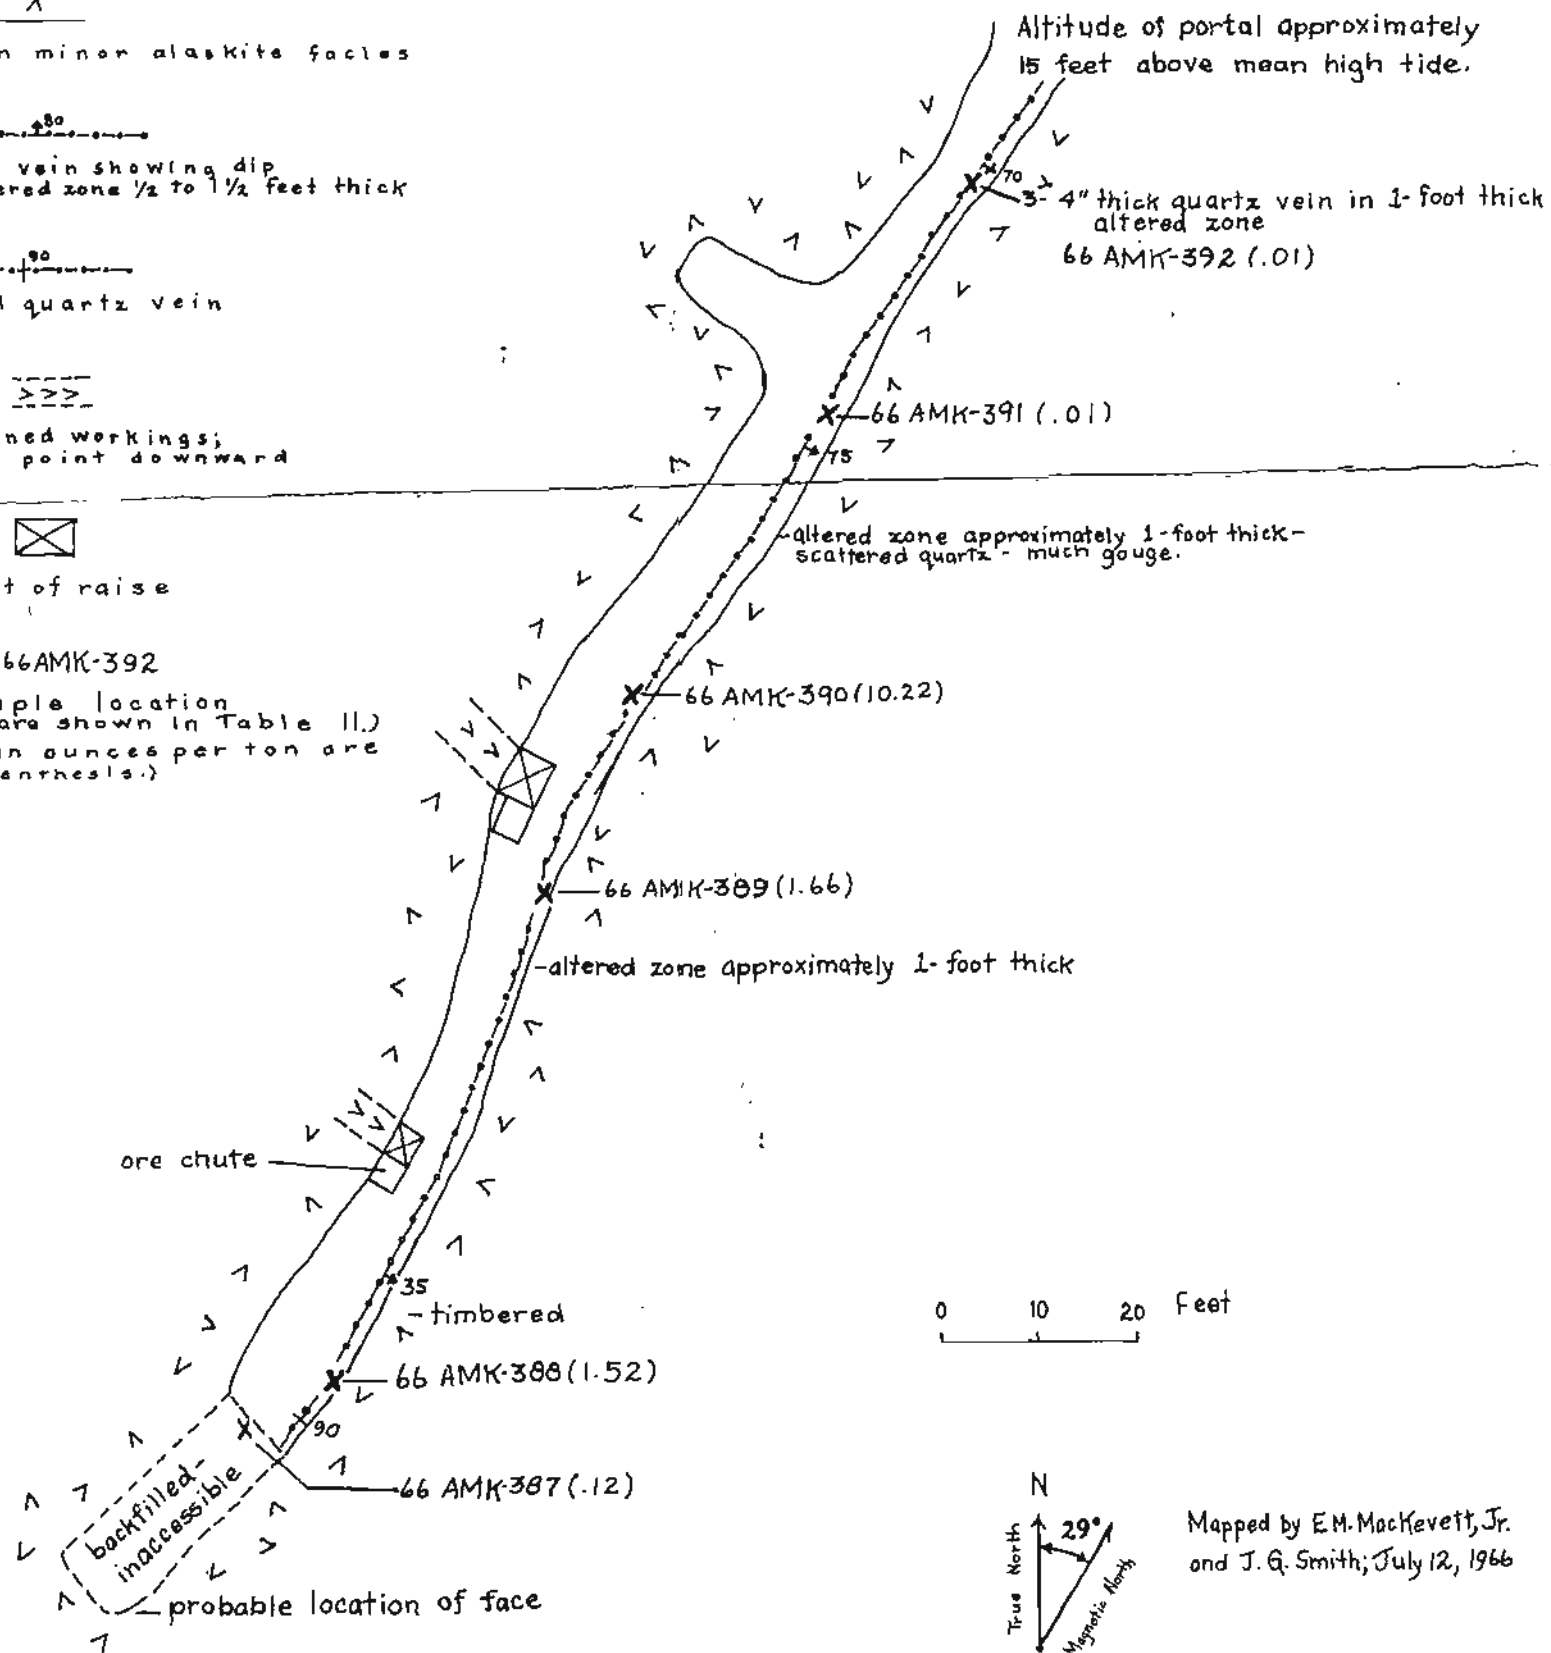 n minor alaskite facies
80
vein showing dip
ered zone 1/2 to 1 1/2 feet thick
90
quartz vein
ned workings;
point downward
t of raise
66AMK-392
ple location
are shown in Table II.)
in ounces per ton are
enthesis.)
Altitude of portal approximately
15 feet above mean high tide.
70
3"- 4" thick quartz vein in 1-foot thick
altered zone
66 AMK-392 (.01)
66 AMK-391 (.01)
75
altered zone approximately 1-foot thick-
scattered quartz - much gouge.
66 AMK-390 (10.22)
66 AMK-389 (1.66)
altered zone approximately 1-foot thick
ore chute
35
timbered
66 AMK-388 (1.52)
90
66 AMK-387 (.12)
backfilled-
inaccessible
probable location of face
0 10 20 Feet
N
29°
True North
Magnetic North
Mapped by E.M. MacKevett, Jr.
and J.G. Smith; July 12, 1966